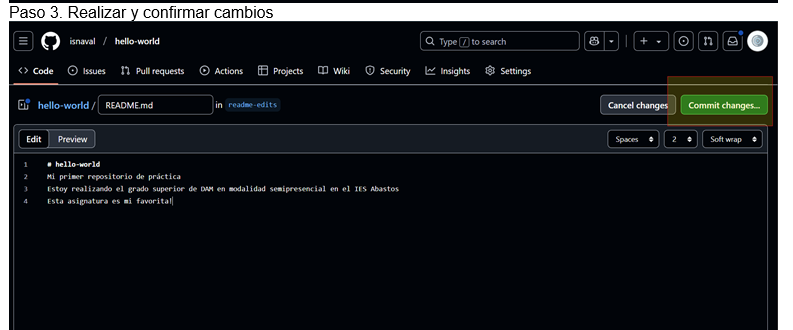 Paso 3. Realizar y confirmar cambios
isnaval / hello-world
Type / to search
Code Issues Pull requests Actions Projects Wiki Security Insights Settings
hello-world / README.md in readme-edits
Cancel changes Commit changes...
Edit Preview
Spaces 2 Soft wrap
1 # hello-world
2 Mi primer repositorio de práctica
3 Estoy realizando el grado superior de DAM en modalidad semipresencial en el IES Abastos
4 Esta asignatura es mi favorita!